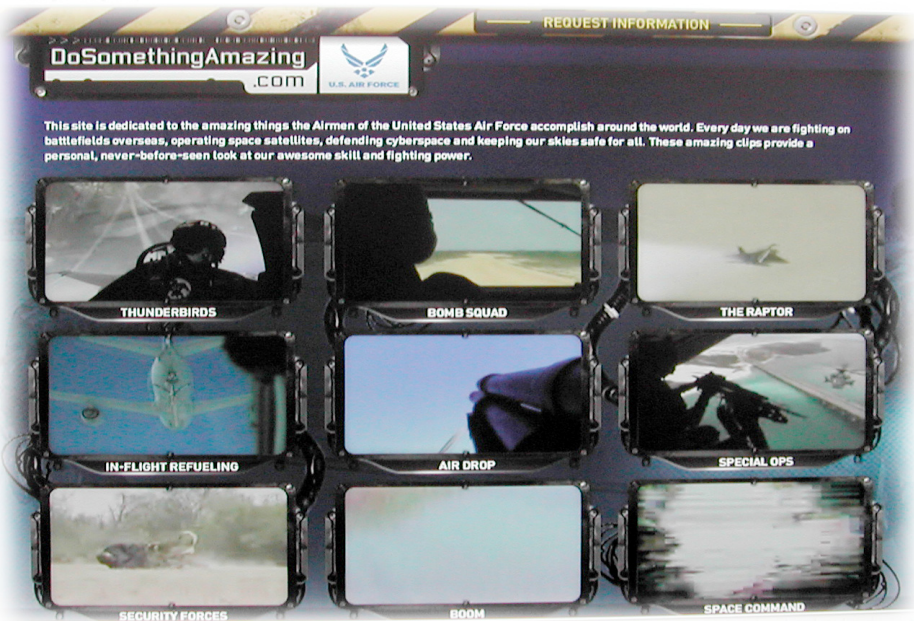 REQUEST INFORMATION
DoSomethingAmazing
.com
U.S. AIR FORCE
This site is dedicated to the amazing things the Airmen of the United States Air Force accomplish around the world. Every day we are fighting on
battlefields overseas, operating space satellites, defending cyberspace and keeping our skies safe for all. These amazing clips provide a
personal, never-before-seen look at our awesome skill and fighting power.
THUNDERBIRDS
BOMB SQUAD
THE RAPTOR
IN-FLIGHT REFUELING
AIR DROP
SPECIAL OPS
SECURITY FORCES
BOOM
SPACE COMMAND